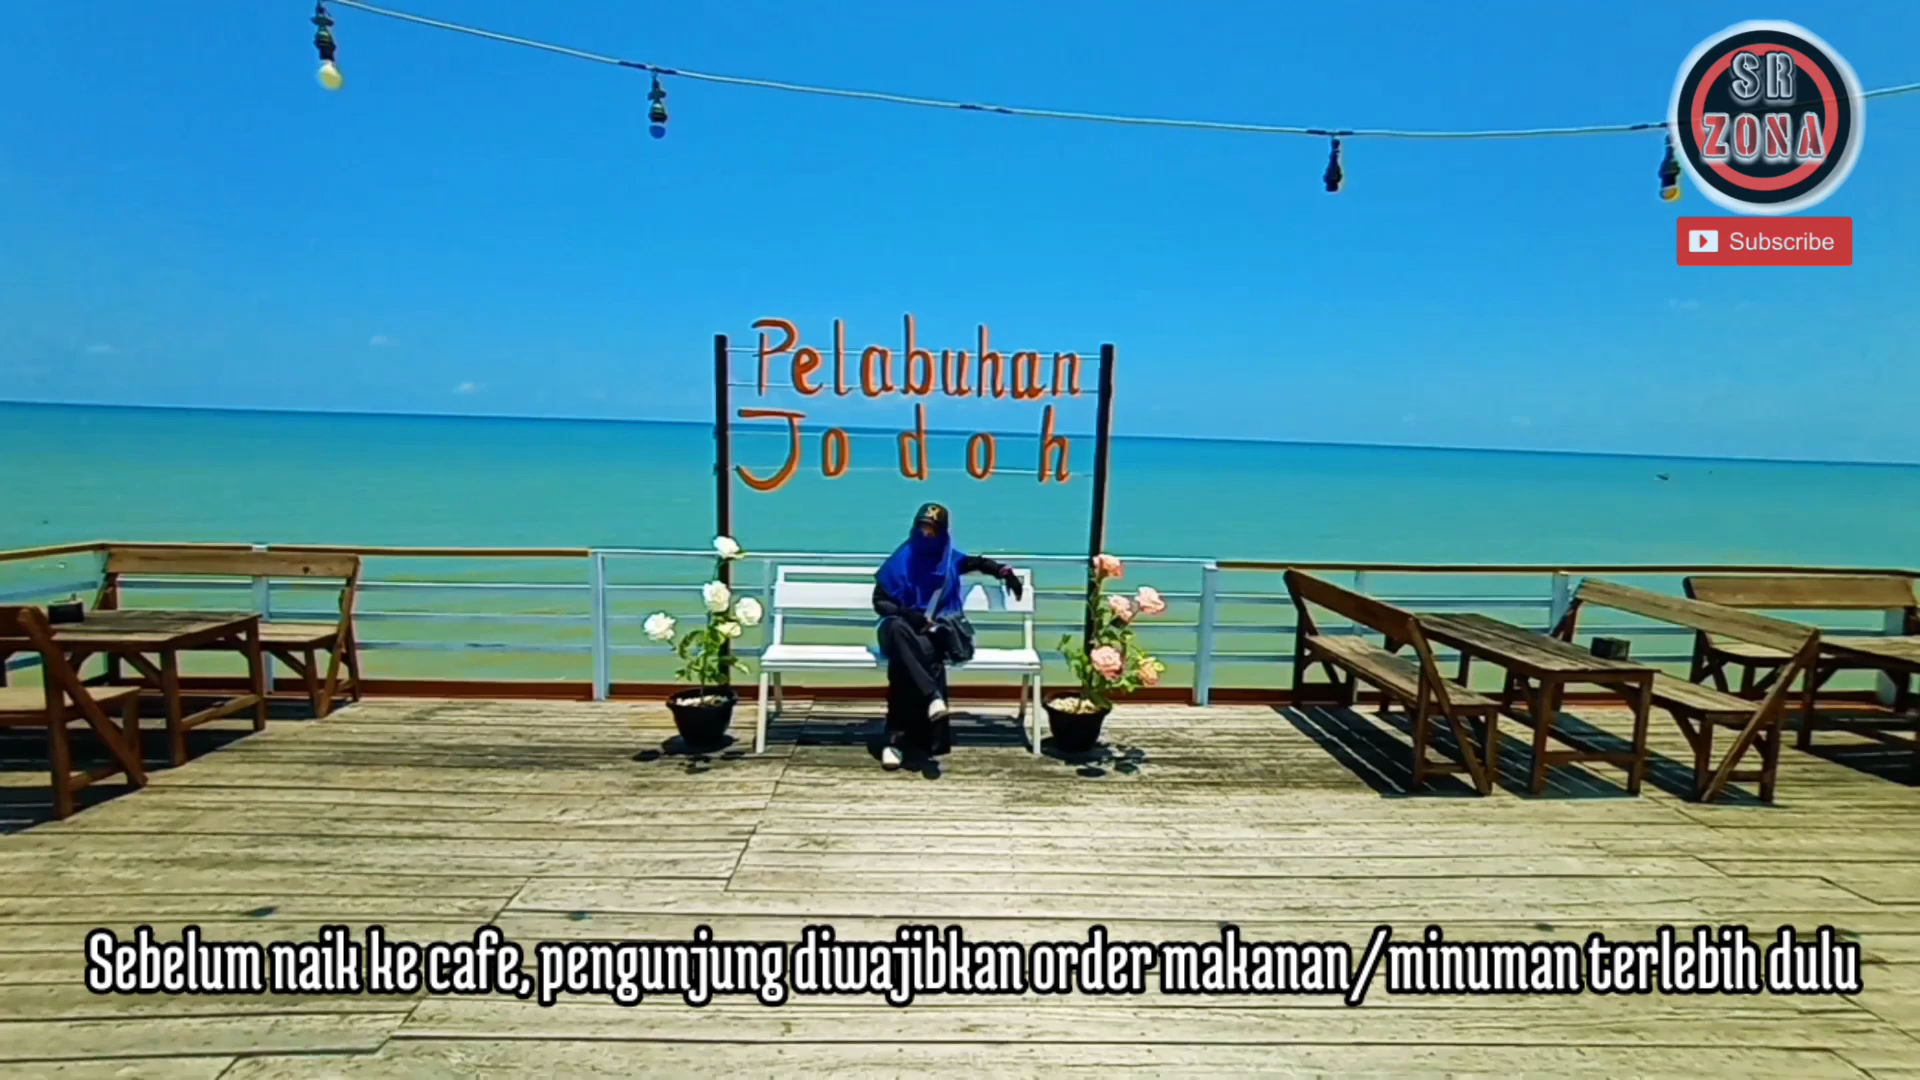 SR
ZONA
Subscribe
Pelabuhan
Jodoh
Sebelum naik ke cafe, pengunjung diwajibkan order makanan/minuman terlebih dulu